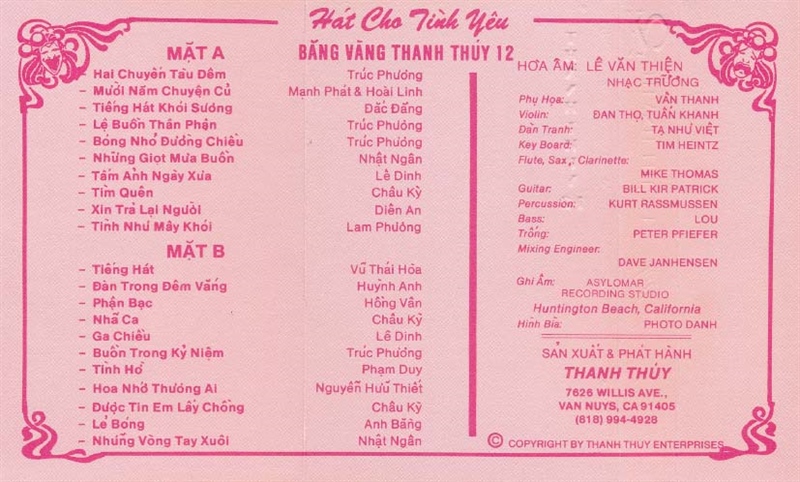 Hát Cho Tình Yêu
BĂNG VÀNG THANH THÚY 12
MẶT A
- Hai Chuyến Tàu Đêm Trúc Phương
- Mười Năm Chuyện Cũ Mạnh Phát & Hoài Linh
- Tiếng Hát Khói Sương Đắc Đăng
- Lệ Buồn Thân Phận Trúc Phương
- Bóng Nhỏ Đường Chiều Trúc Phương
- Những Giọt Mưa Buồn Nhật Ngân
- Tấm Ảnh Ngày Xưa Lê Dinh
- Tìm Quên Châu Kỳ
- Xin Trả Lại Người Diên An
- Tình Như Mây Khói Lam Phương
MẶT B
- Tiếng Hát Vũ Thái Hòa
- Đàn Trong Đêm Vắng Huỳnh Anh
- Phận Bạc Hồng Vân
- Nhã Ca Châu Kỳ
- Ga Chiều Lê Dinh
- Buồn Trong Kỷ Niệm Trúc Phương
- Tình Hờ Phạm Duy
- Hoa Nhớ Thương Ai Nguyễn Hữu Thiết
- Được Tin Em Lấy Chồng Châu Kỳ
- Lẻ Bóng Anh Bằng
- Những Vòng Tay Xuôi Nhật Ngân
HÒA ÂM: LÊ VĂN THIỆN
NHẠC TRƯỞNG
Phụ Họa: VÂN THANH
Violin: ĐAN THỌ, TUẤN KHANH
Đàn Tranh: TẠ NHƯ VIỆT
Key Board: TIM HEINTZ
Flute, Sax, Clarinette:
MIKE THOMAS
Guitar: BILL KIR PATRICK
Percussion: KURT RASSMUSSEN
Bass: LOU
Trống: PETER PFIEFER
Mixing Engineer:
DAVE JANHENSEN
Ghi Âm: ASYLOMAR
RECORDING STUDIO
Huntington Beach, California
Hình Bìa: PHOTO DANH
SẢN XUẤT & PHÁT HÀNH
THANH THÚY
7626 WILLIS AVE.,
VAN NUYS, CA 91405
(818) 994-4928
© COPYRIGHT BY THANH THUY ENTERPRISES